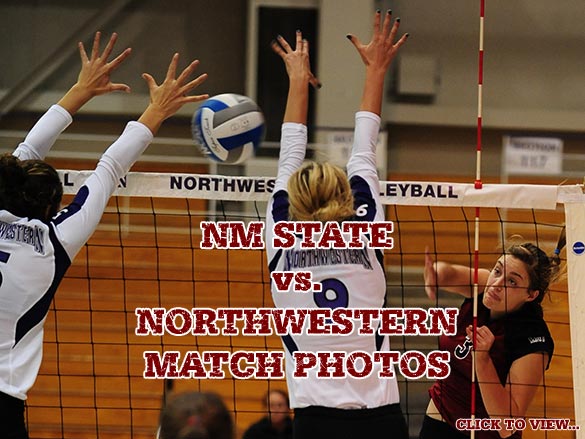 NORTHWES LEYBALL
WESTERN 6
NORTHWESTERN
9
NM STATE
vs.
NORTHWESTERN
MATCH PHOTOS
CLICK TO VIEW...